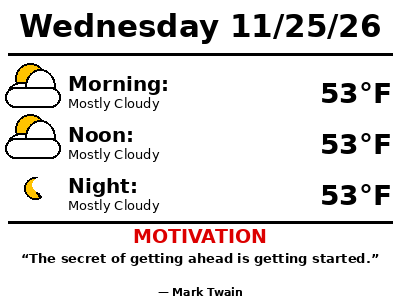 Wednesday 11/25/26
Morning:
Mostly Cloudy
53°F
Noon:
Mostly Cloudy
53°F
Night:
Mostly Cloudy
53°F
MOTIVATION
“The secret of getting ahead is getting started.”
— Mark Twain